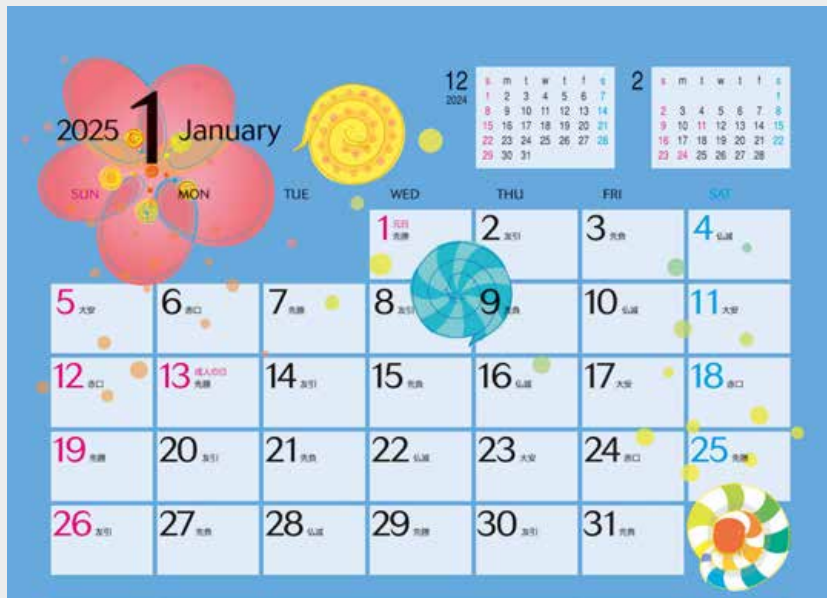 2025 1 January
12
2024
s m t w t f s
1 2 3 4 5 6 7
8 9 10 11 12 13 14
15 16 17 18 19 20 21
22 23 24 25 26 27 28
29 30 31
2
s m t w t f s
1
2 3 4 5 6 7 8
9 10 11 12 13 14 15
16 17 18 19 20 21 22
23 24 25 26 27 28
SUN MON TUE WED THU FRI SAT
1 元日 先勝 2 友引 3 先負 4 仏滅
5 大安 6 赤口 7 先勝 8 友引 9 先負 10 仏滅 11 大安
12 赤口 13 成人の日 先勝 14 友引 15 先負 16 仏滅 17 大安 18 赤口
19 先勝 20 友引 21 先負 22 仏滅 23 大安 24 赤口 25 先勝
26 友引 27 先負 28 仏滅 29 先勝 30 友引 31 先負